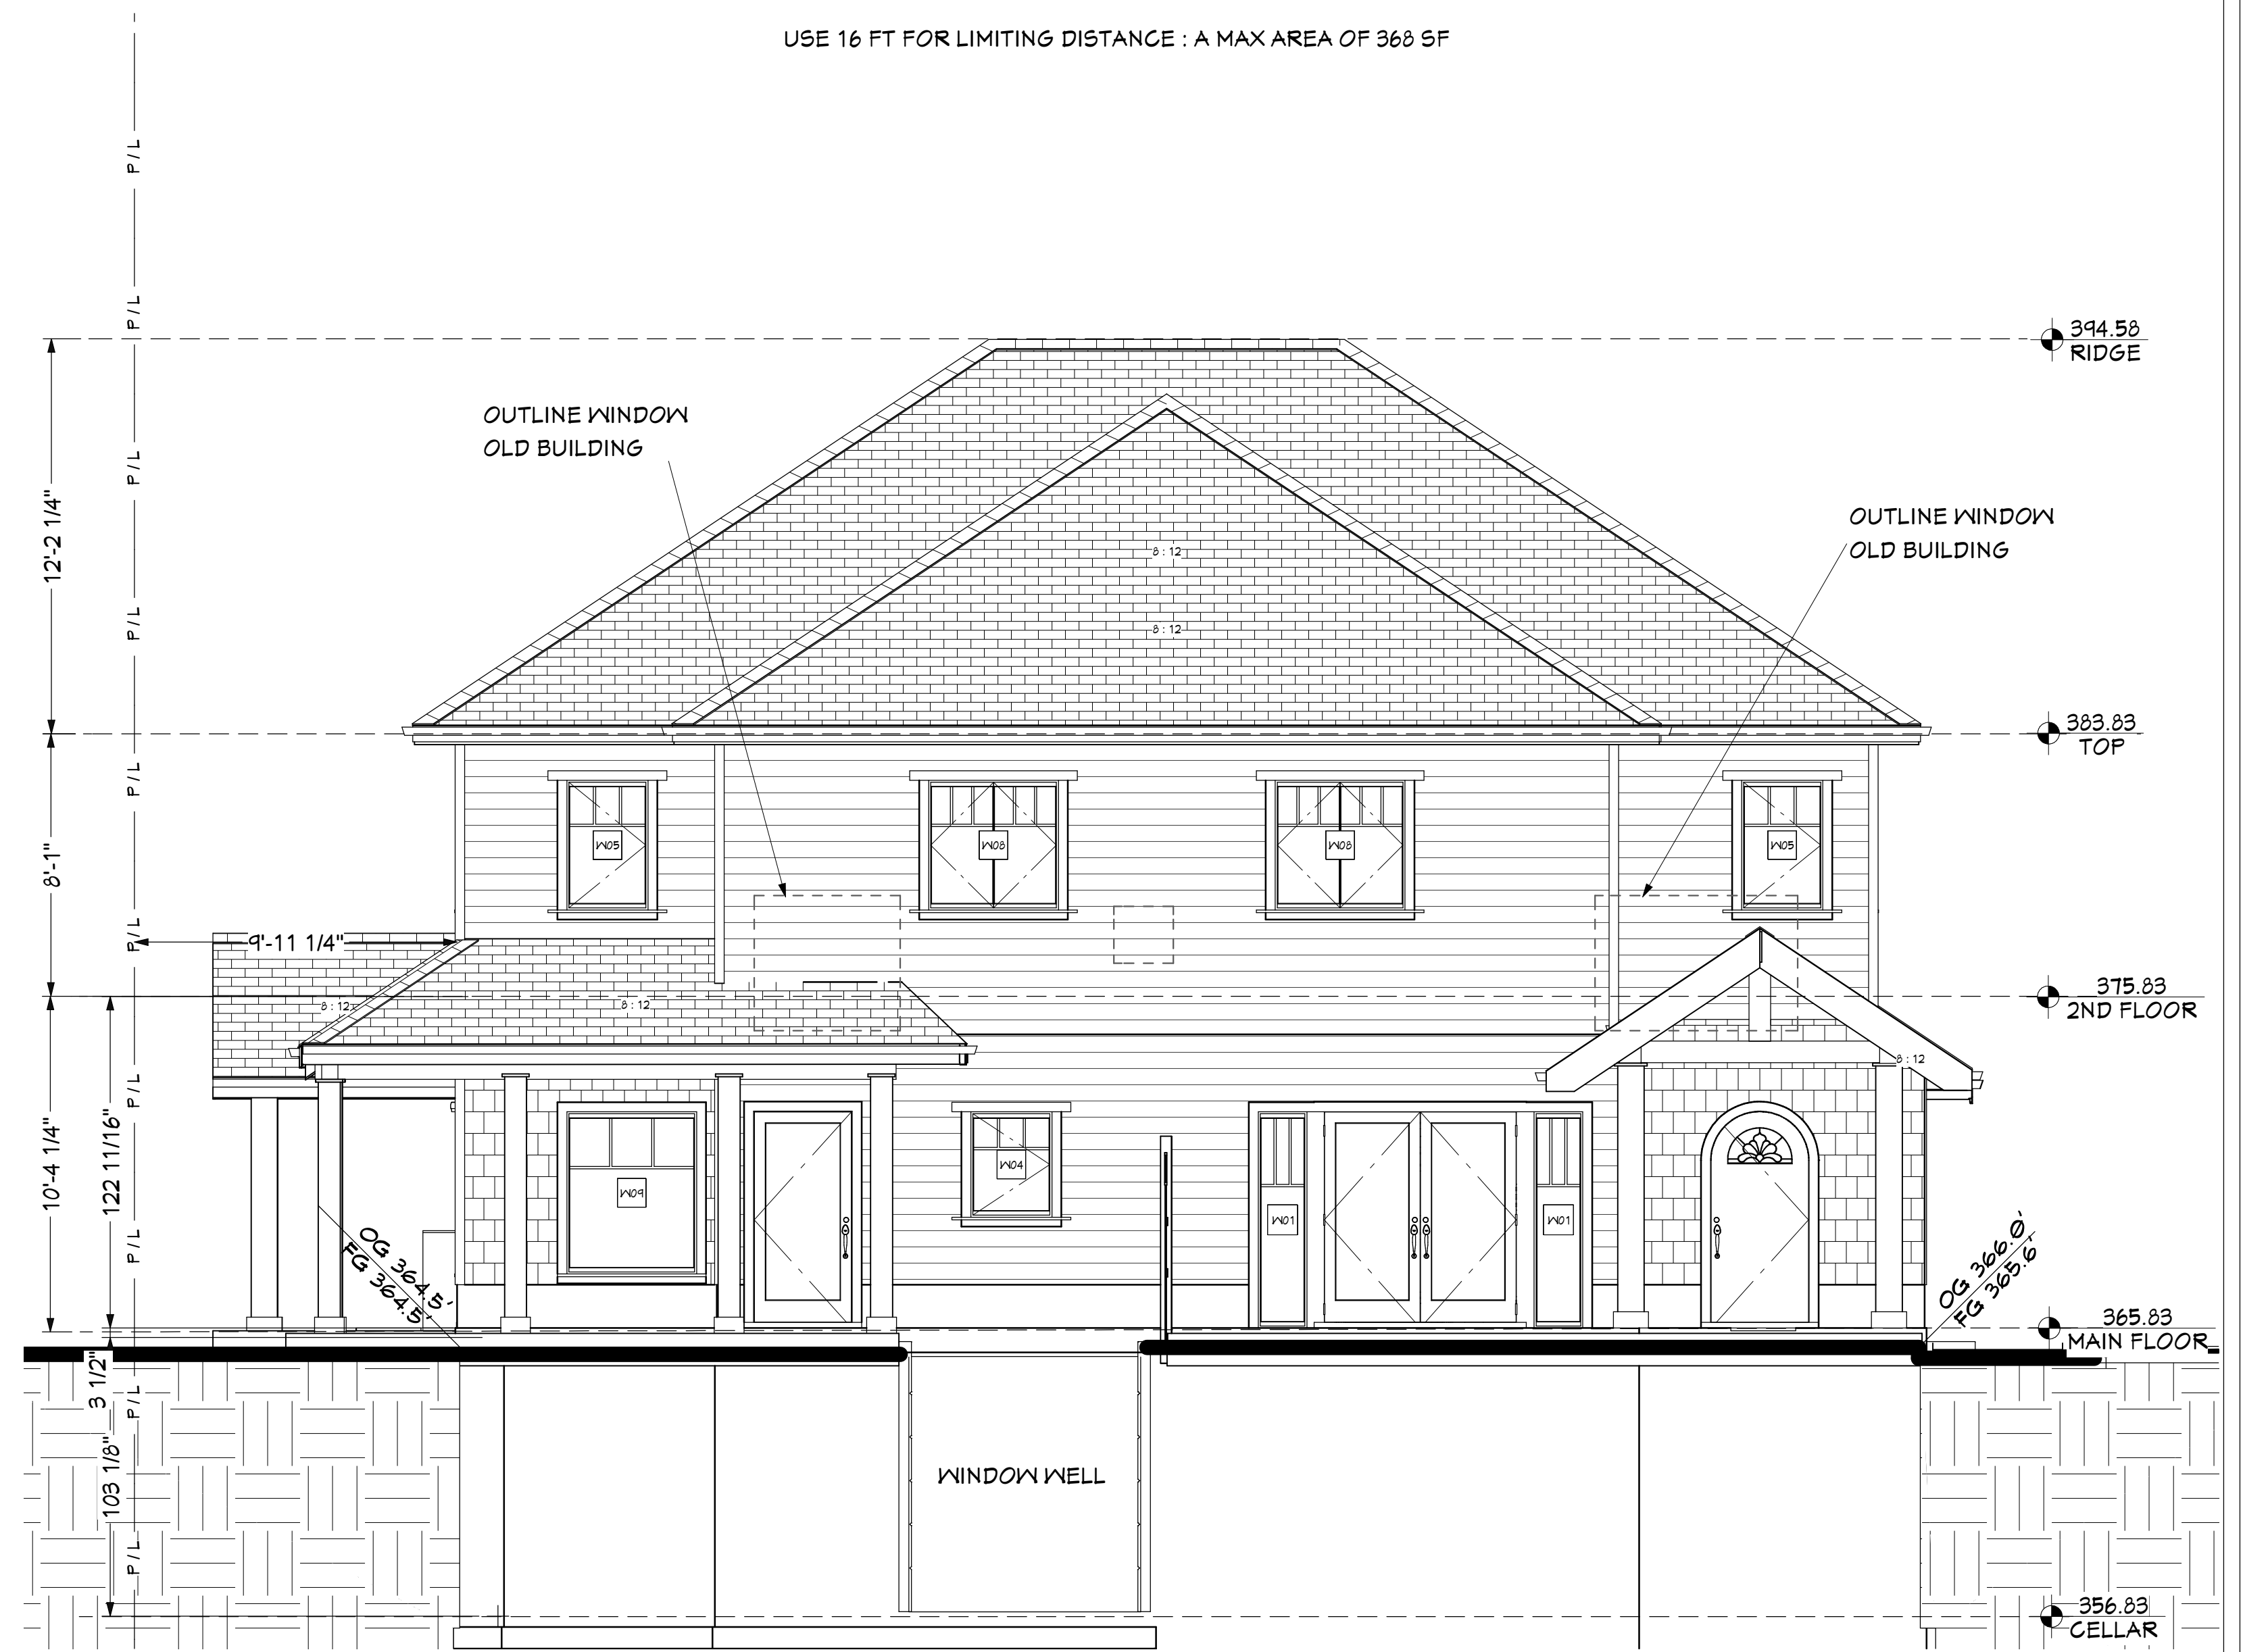 USE 16 FT FOR LIMITING DISTANCE : A MAX AREA OF 368 SF
P/L
P/L
P/L
P/L
P/L
P/L
P/L
P/L
P/L
P/L
394.58
RIDGE
OUTLINE WINDOW
OLD BUILDING
OUTLINE WINDOW
OLD BUILDING
12'-2 1/4"
8 : 12
8 : 12
383.83
TOP
8'-1"
W05
W08
W08
W05
9'-11 1/4"
375.83
2ND FLOOR
8 : 12
8 : 12
8 : 12
10'-4 1/4"
122 11/16"
W09
W04
W01
W01
OG 364.5'
FG 364.5'
OG 366.0'
FG 365.6'
365.83
MAIN FLOOR
3 1/2"
103 1/8"
WINDOW WELL
356.83
CELLAR